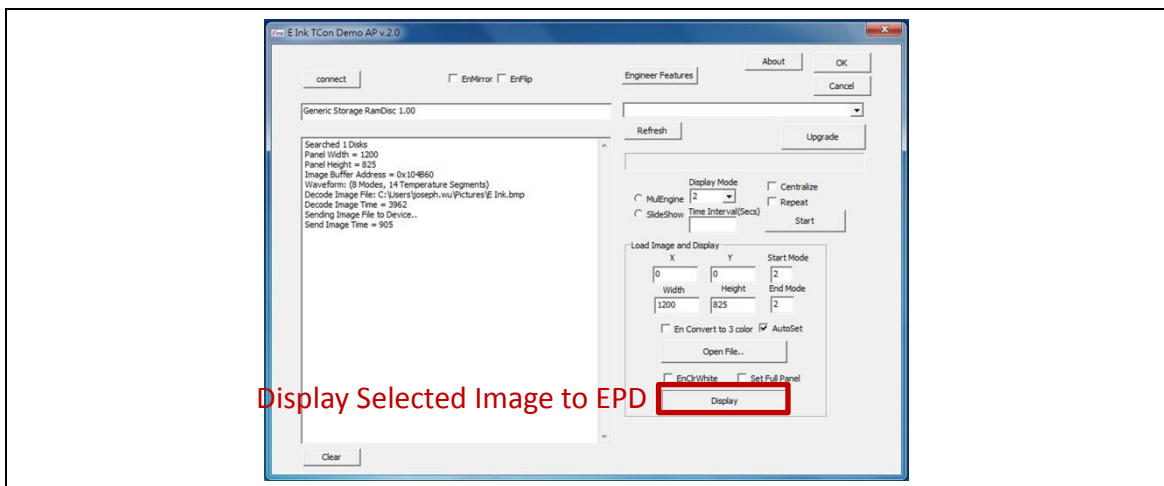 E Ink TCon Demo AP v.2.0
About
OK
connect
EnMirror
EnFlip
Engineer Features
Cancel
Generic Storage RamDisc 1.00
Refresh
Upgrade
Searched 1 Disks
Panel Width = 1200
Panel Height = 825
Image Buffer Address = 0x104B60
Waveform: (8 Modes, 14 Temperature Segments)
Decode Image File: C:\Users\joseph.wu\Pictures\E Ink.bmp
Decode Image Time = 3962
Sending Image File to Device..
Send Image Time = 905
Display Mode
Centralize
MulEngine
2
Repeat
SlideShow
Time Interval(Secs)
Start
Load Image and Display
X
Y
Start Mode
0
0
2
Width
Height
End Mode
1200
825
2
En Convert to 3 color
AutoSet
Open File..
EnClrWhite
Set Full Panel
Display Selected Image to EPD
Display
Clear